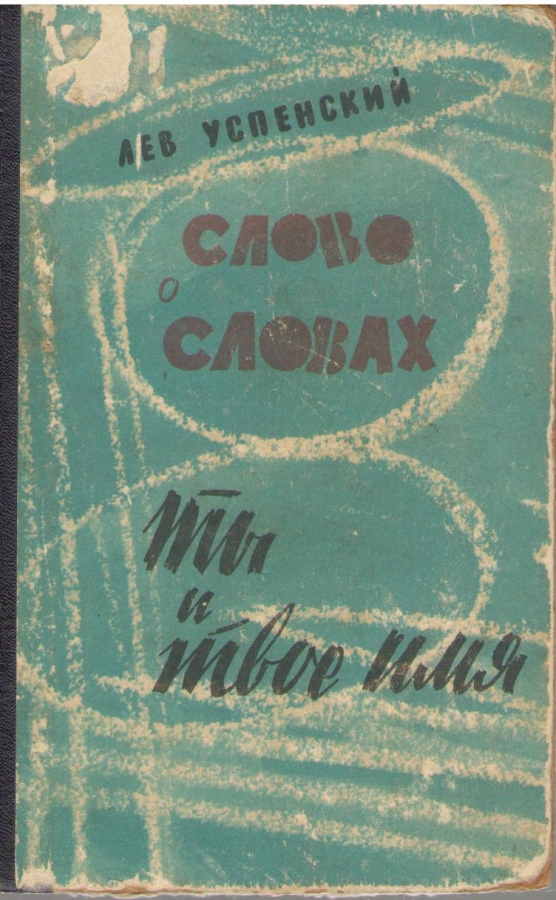 ЛЕВ УСПЕНСКИЙ
СЛОВО
О
СЛОВАХ
ты
и
твое имя